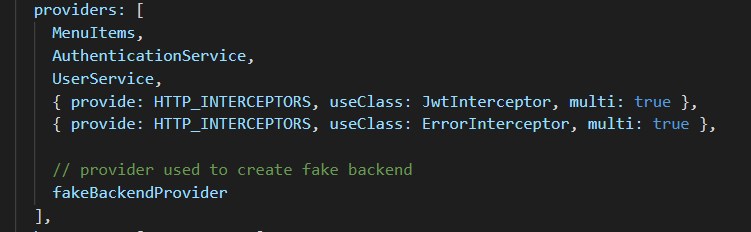 providers: [
MenuItems,
AuthenticationService,
UserService,
{ provide: HTTP_INTERCEPTORS, useClass: JwtInterceptor, multi: true },
{ provide: HTTP_INTERCEPTORS, useClass: ErrorInterceptor, multi: true },
// provider used to create fake backend
fakeBackendProvider
],